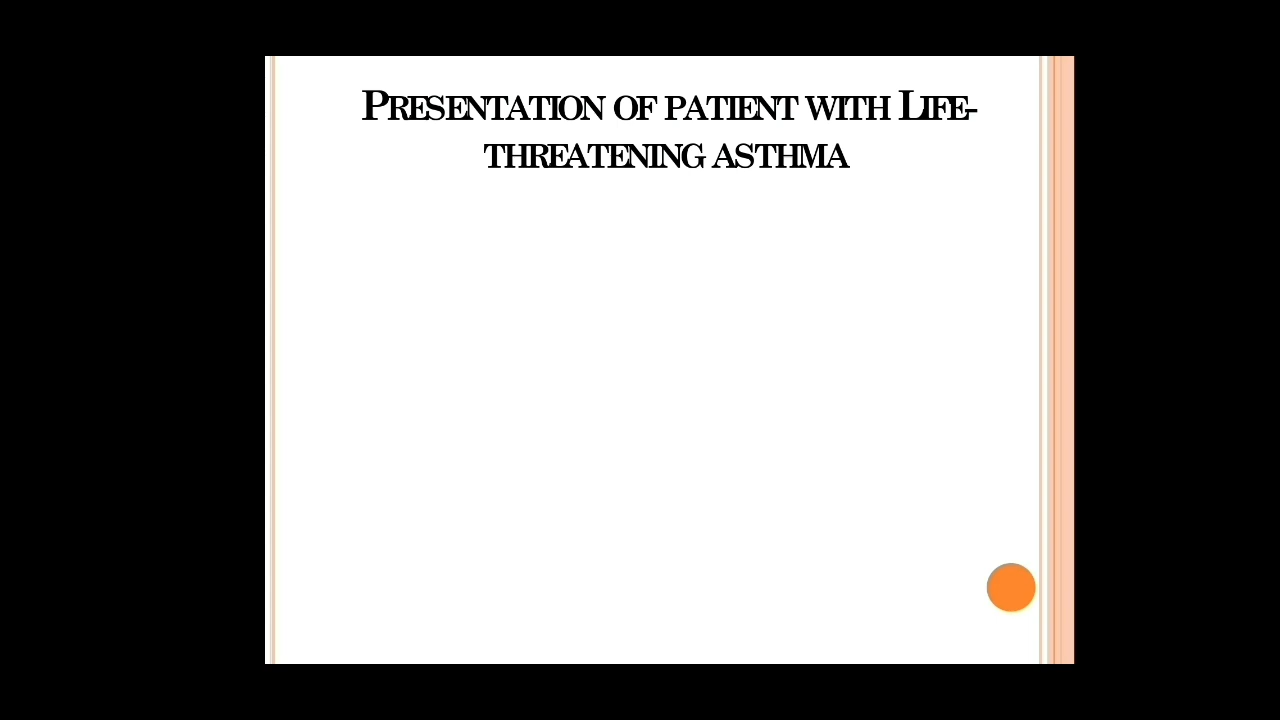 Presentation of patient with Life-
threatening asthma